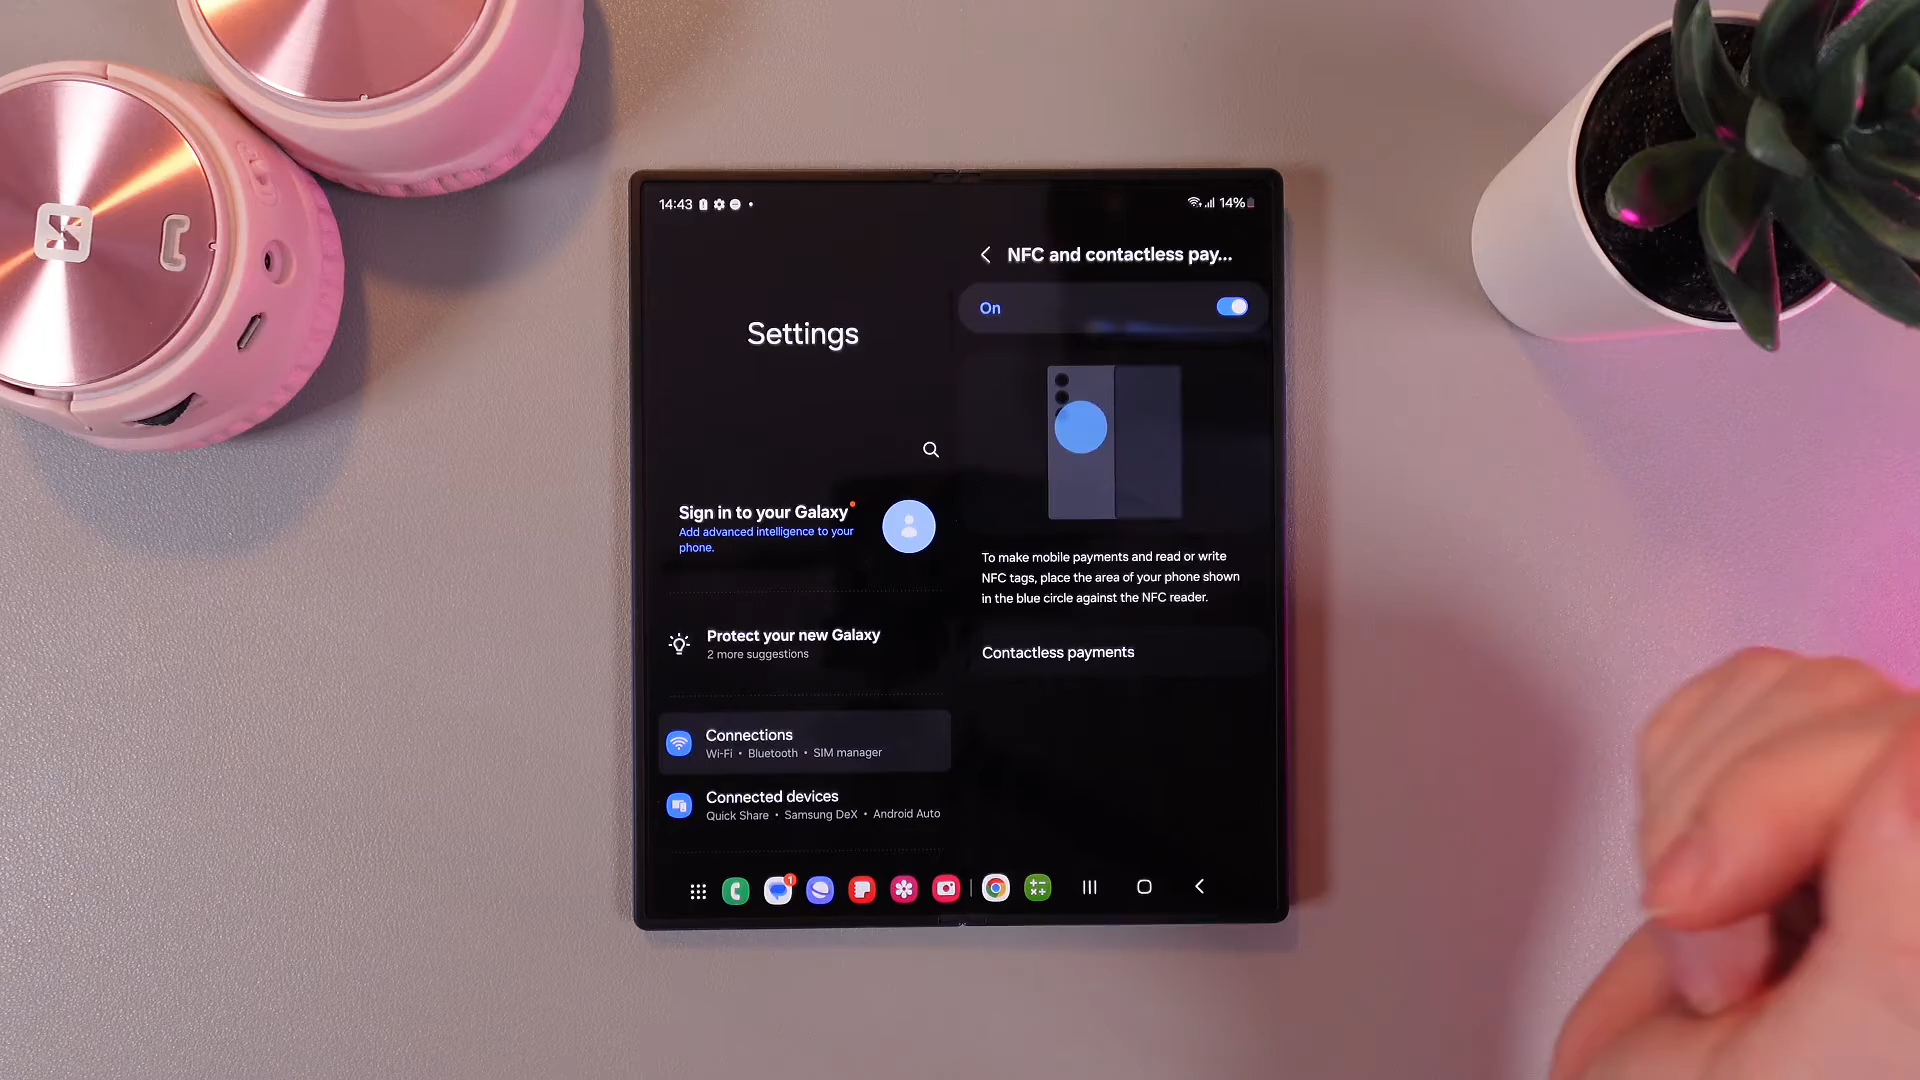 14:43
14%
Settings
Sign in to your Galaxy
Add advanced intelligence to your
phone.
Protect your new Galaxy
2 more suggestions
Connections
Wi-Fi • Bluetooth • SIM manager
Connected devices
Quick Share • Samsung DeX • Android Auto
NFC and contactless pay...
On
To make mobile payments and read or write
NFC tags, place the area of your phone shown
in the blue circle against the NFC reader.
Contactless payments
1